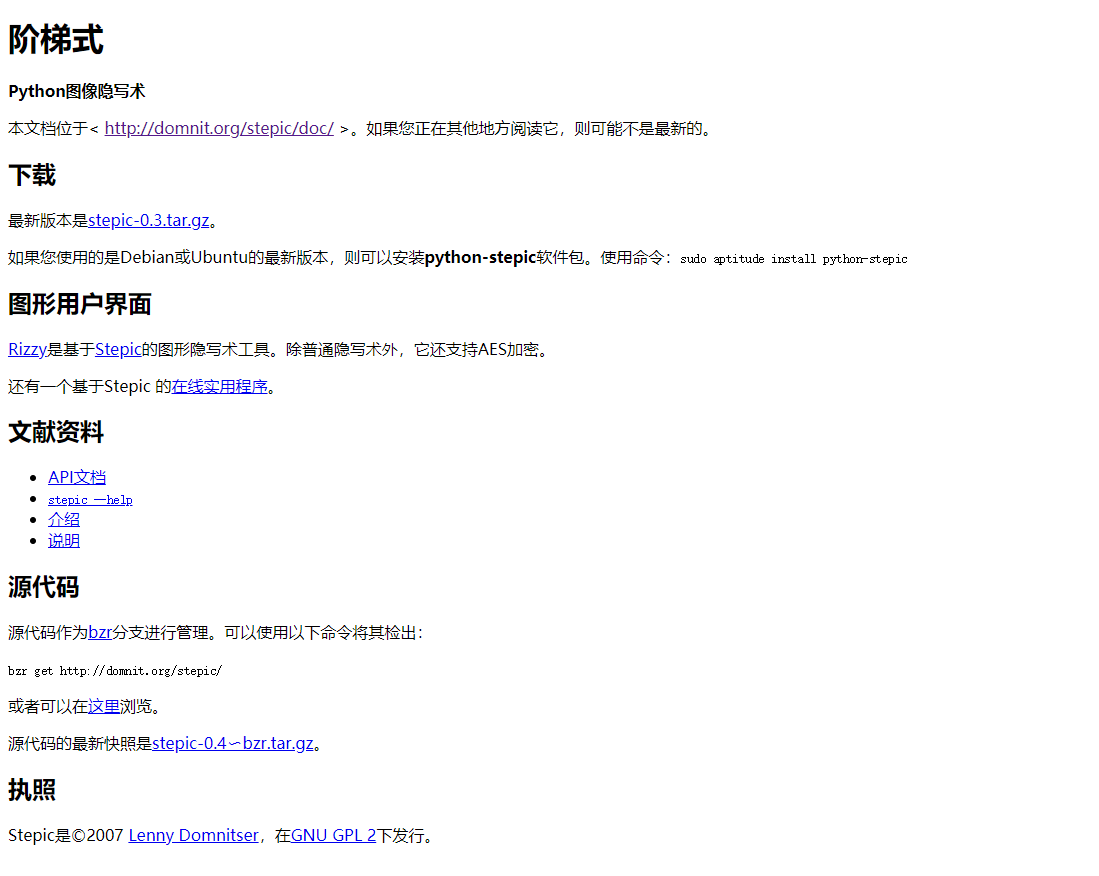 阶梯式
Python图像隐写术
本文档位于< http://domnit.org/stepic/doc/ >。如果您正在其他地方阅读它，则可能不是最新的。
下载
最新版本是stepic-0.3.tar.gz。
如果您使用的是Debian或Ubuntu的最新版本，则可以安装python-stepic软件包。使用命令：sudo aptitude install python-stepic
图形用户界面
Rizzy是基于Stepic的图形隐写术工具。除普通隐写术外，它还支持AES加密。
还有一个基于Stepic 的在线实用程序。
文献资料
API文档
stepic —help
介绍
说明
源代码
源代码作为bzr分支进行管理。可以使用以下命令将其检出：
bzr get http://domnit.org/stepic/
或者可以在这里浏览。
源代码的最新快照是stepic-0.4〜bzr.tar.gz。
执照
Stepic是©2007 Lenny Domnitser，在GNU GPL 2下发行。